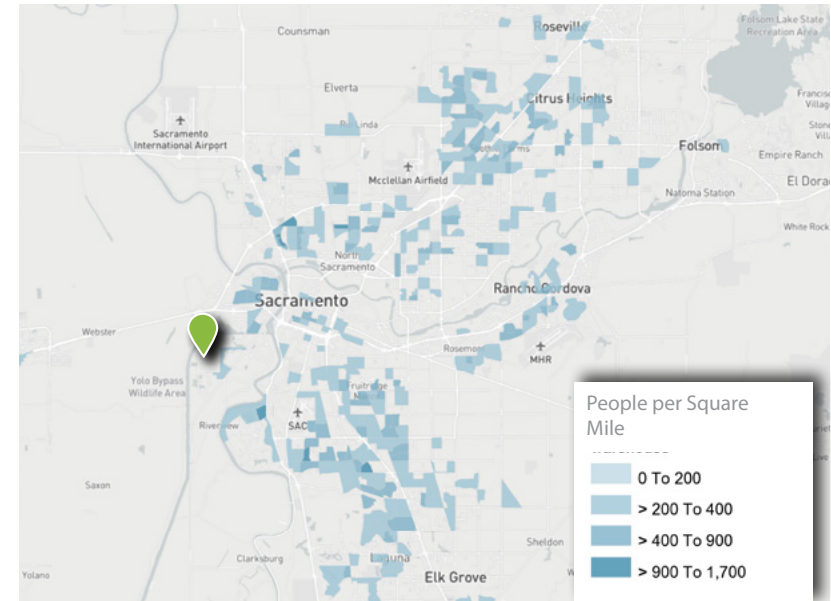 Folsom Lake State
Recreation Area
Roseville
Counsman
Elverta
Citrus Heights
Rio Linda
Sacramento
International Airport
Folsom
Empire Ranch
Mcclellan Airfield
El
Natoma Station
White Rock
North
Sacramento
Rancho Cordova
Sacramento
Webster
Rosemont
MHR
Yolo Bypass
Wildlife Area
Fruitridge
Riverview
SAC
People per Square
Mile
0 To 200
> 200 To 400
> 400 To 900
> 900 To 1,700
Saxon
Clarksburg
Laguna
Sheldon
Elk Grove
Yolano